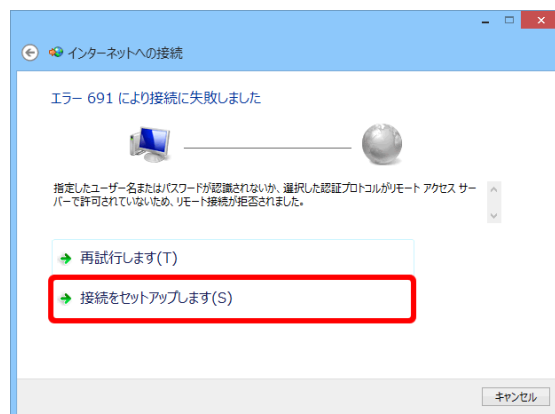 インターネットへの接続
エラー 691 により接続に失敗しました
指定したユーザー名またはパスワードが認識されないか、選択した認証プロトコルがリモート アクセス サー
バーで許可されていないため、リモート接続が拒否されました。
再試行します(T)
接続をセットアップします(S)
キャンセル